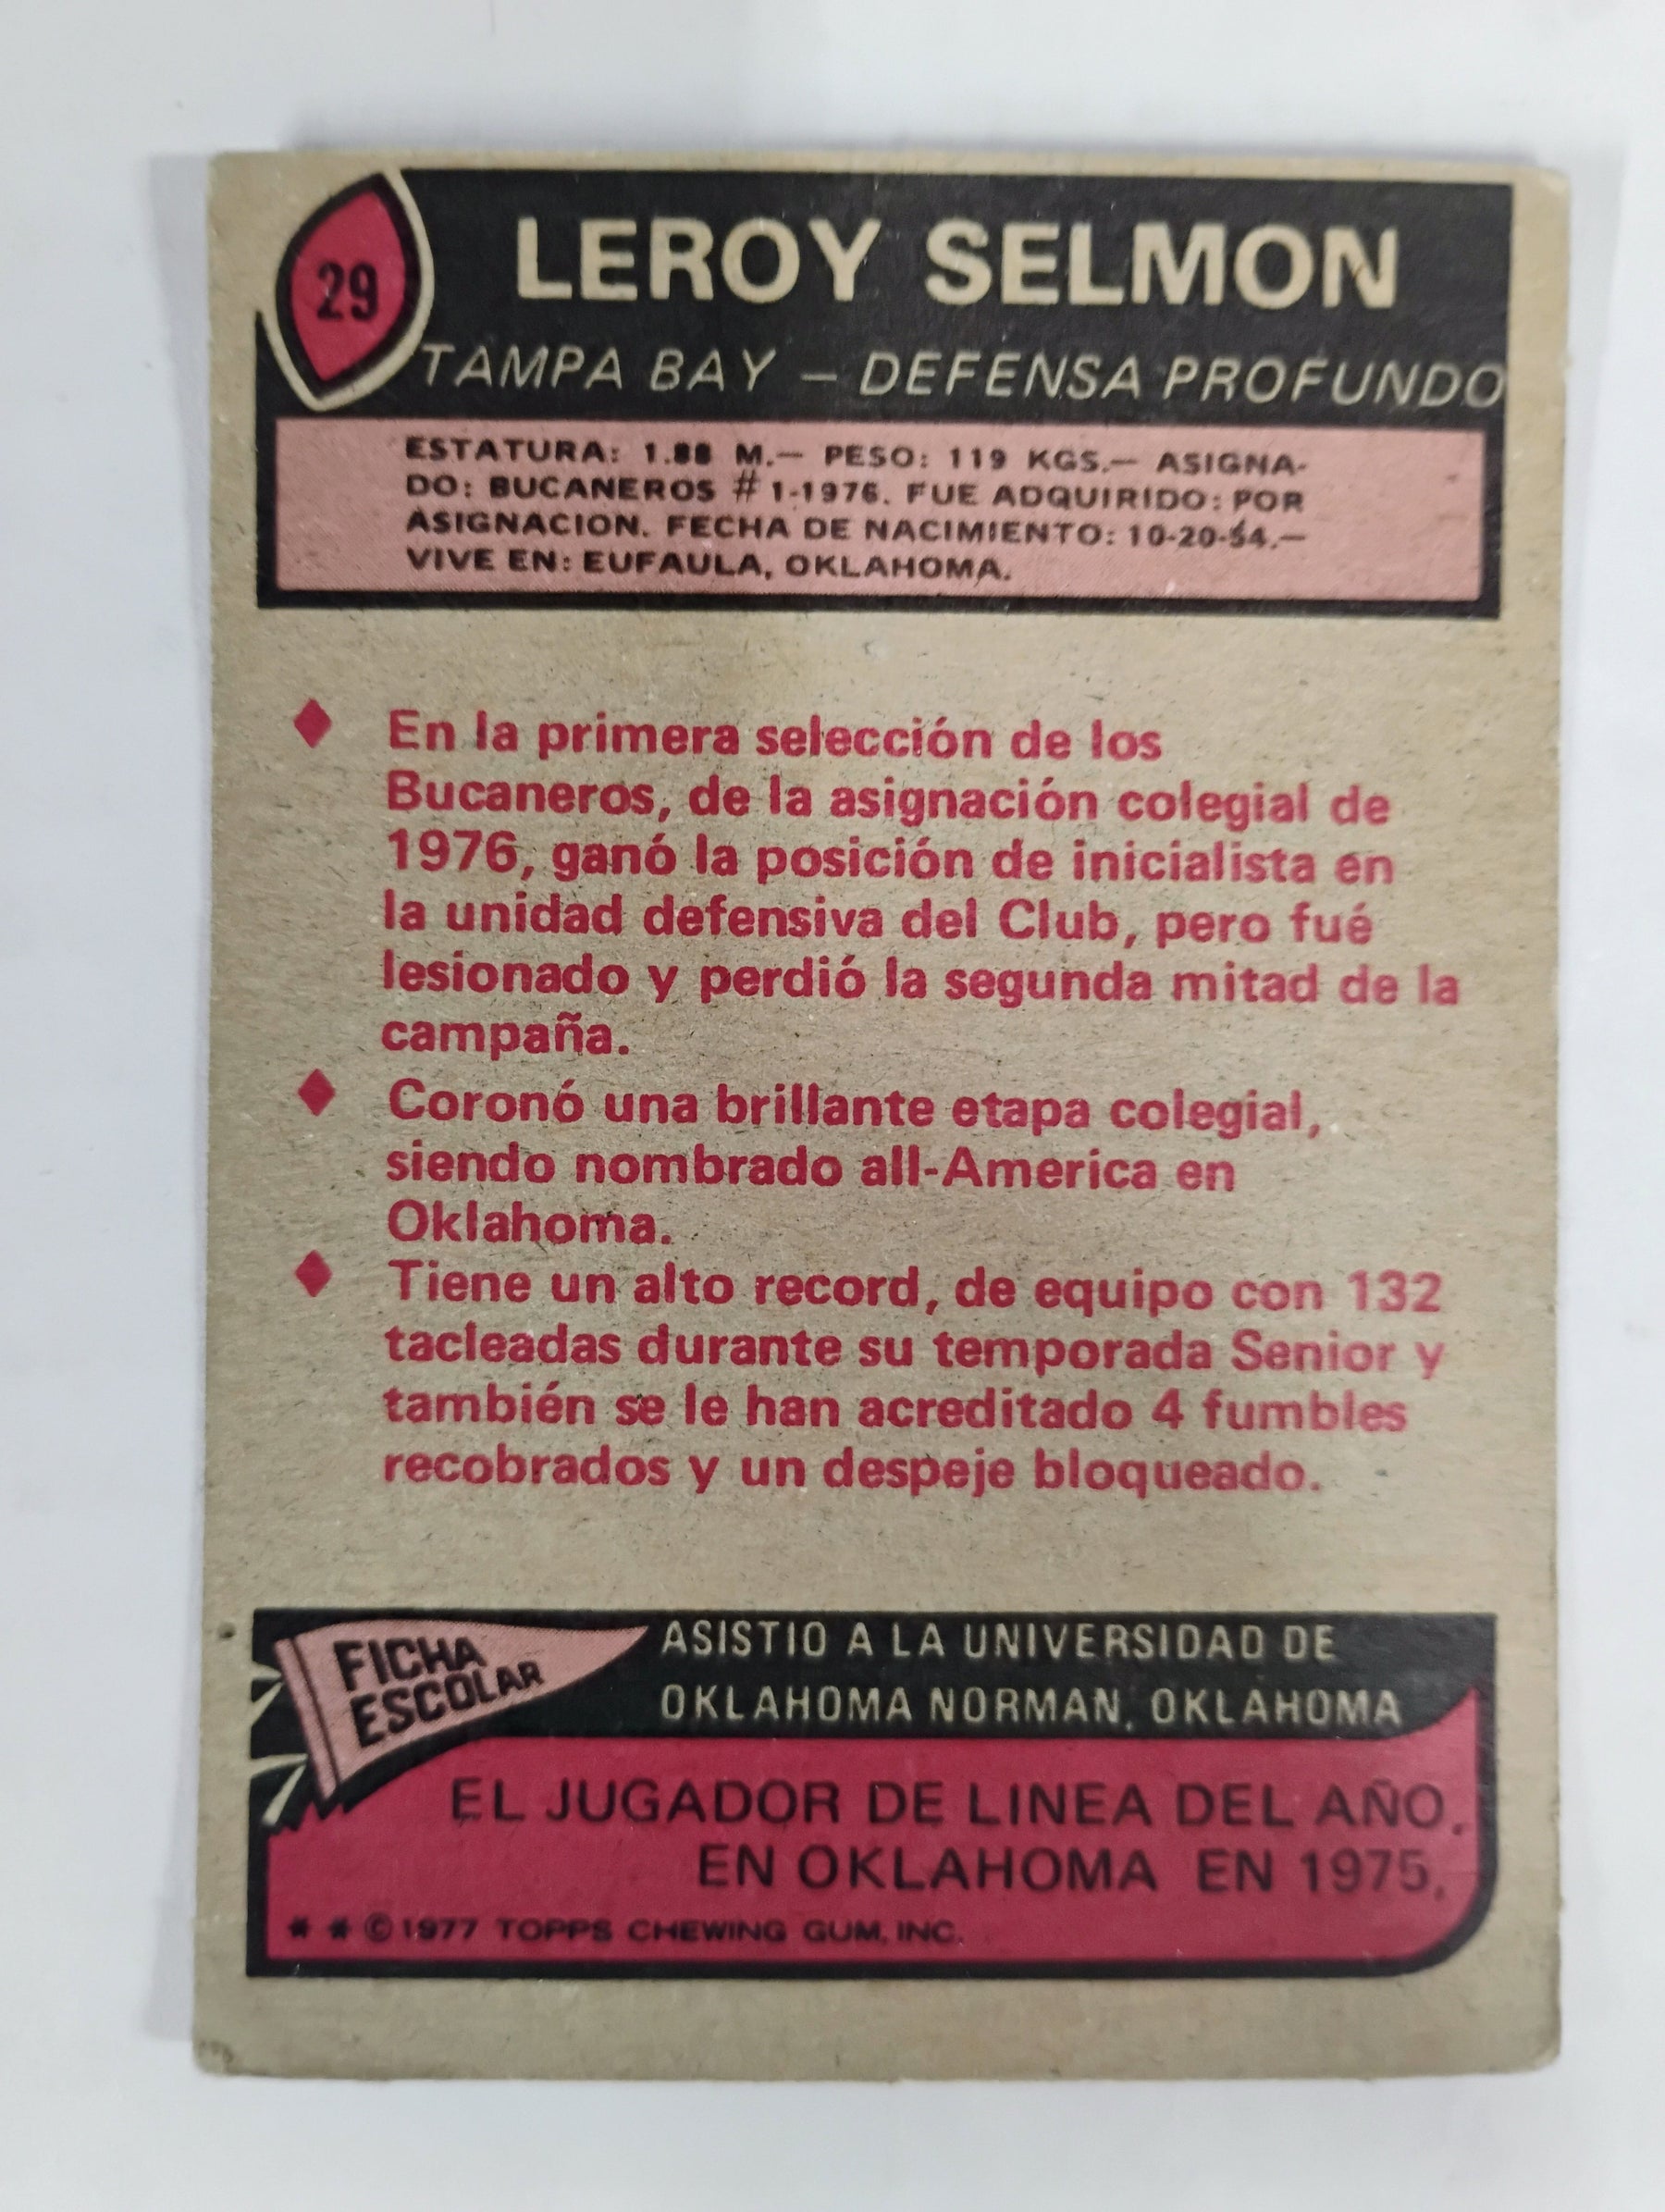 29
LEROY SELMON
TAMPA BAY – DEFENSA PROFUNDO
ESTATURA: 1.88 M.— PESO: 119 KGS.— ASIGNA-
DO: BUCANEROS # 1-1976. FUE ADQUIRIDO: POR
ASIGNACION. FECHA DE NACIMIENTO: 10-20-54.—
VIVE EN: EUFAULA, OKLAHOMA.
♦ En la primera selección de los
Bucaneros, de la asignación colegial de
1976, ganó la posición de inicialista en
la unidad defensiva del Club, pero fué
lesionado y perdió la segunda mitad de la
campaña.
♦ Coronó una brillante etapa colegial,
siendo nombrado all-America en
Oklahoma.
♦ Tiene un alto record, de equipo con 132
tacleadas durante su temporada Senior y
también se le han acreditado 4 fumbles
recobrados y un despeje bloqueado.
FICHA
ESCOLAR
ASISTIO A LA UNIVERSIDAD DE
OKLAHOMA NORMAN, OKLAHOMA
EL JUGADOR DE LINEA DEL AÑO.
EN OKLAHOMA EN 1975.
* * © 1977 TOPPS CHEWING GUM, INC.